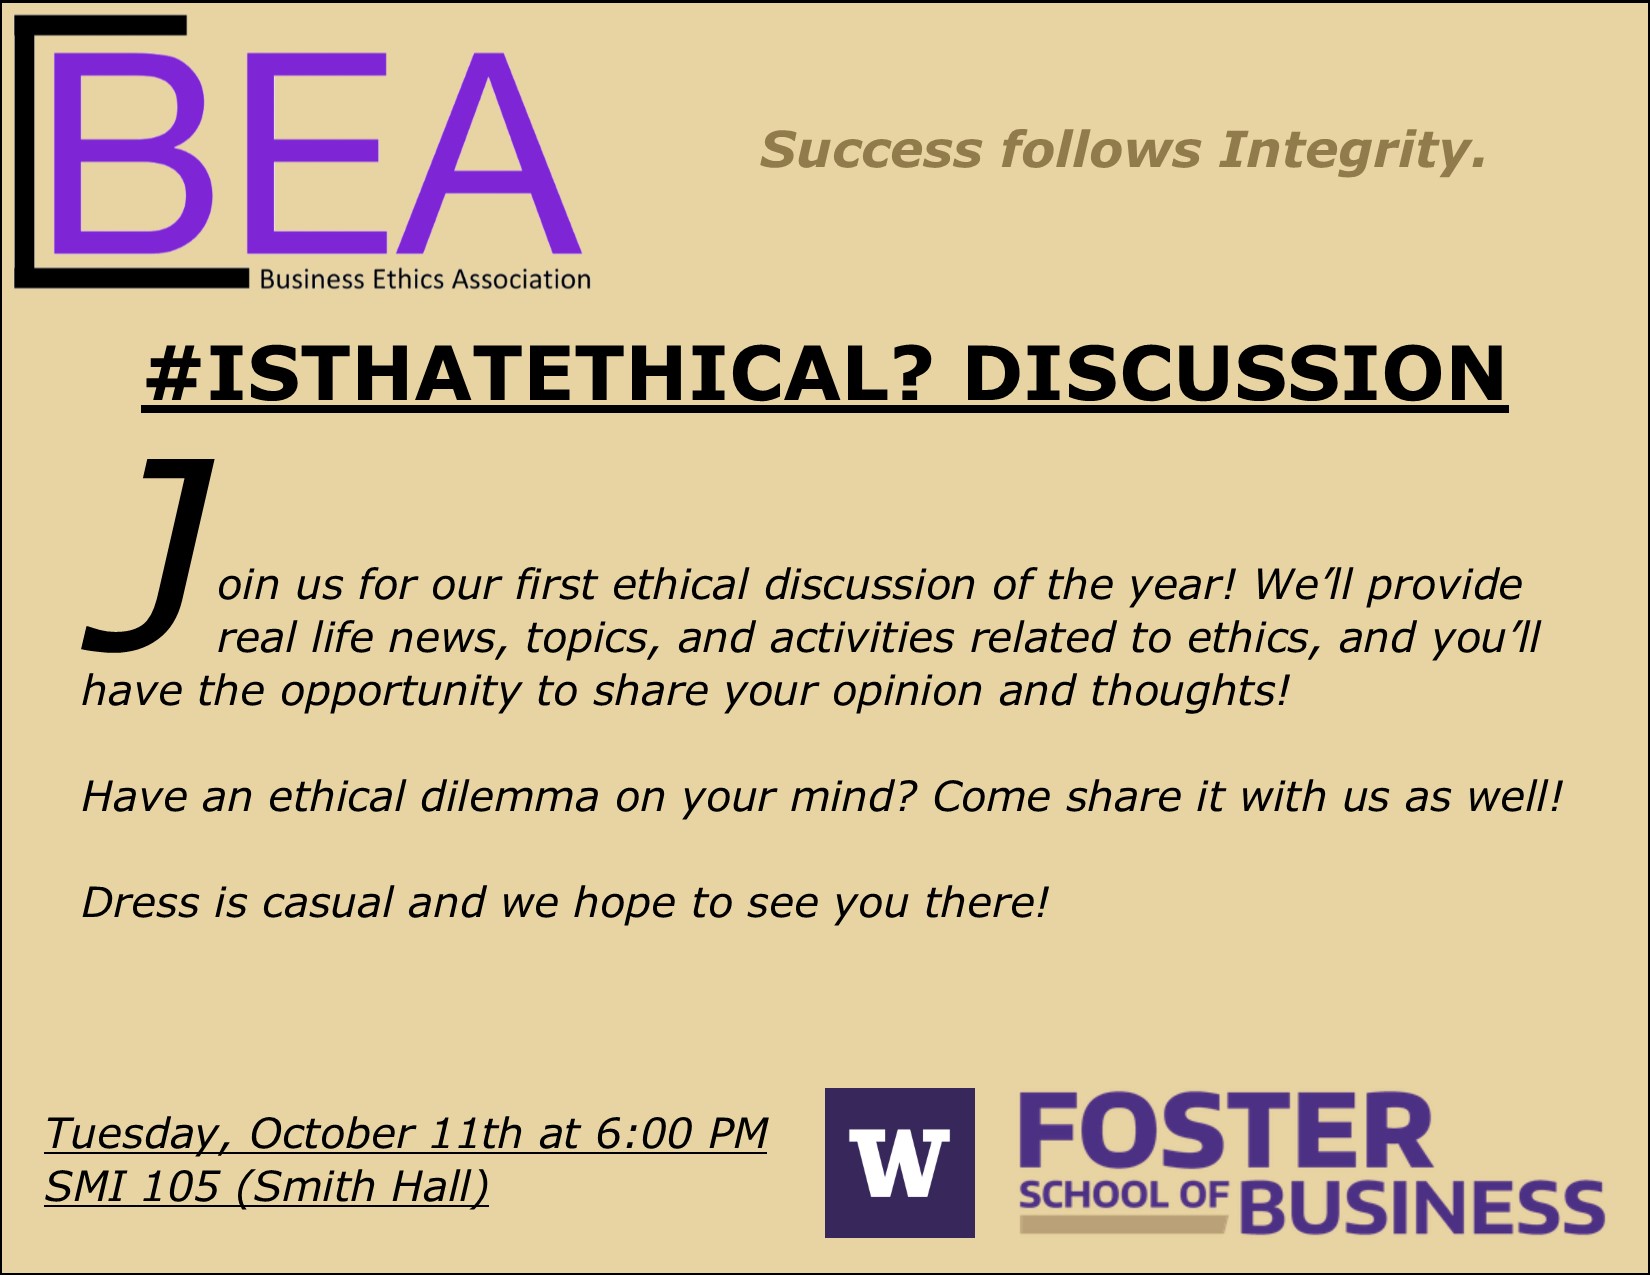 BEA
Business Ethics Association
Success follows Integrity.
#ISTHATETHICAL? DISCUSSION
Join us for our first ethical discussion of the year! We’ll provide
real life news, topics, and activities related to ethics, and you’ll
have the opportunity to share your opinion and thoughts!
Have an ethical dilemma on your mind? Come share it with us as well!
Dress is casual and we hope to see you there!
Tuesday, October 11th at 6:00 PM
SMI 105 (Smith Hall)
W
FOSTER
SCHOOL OF BUSINESS